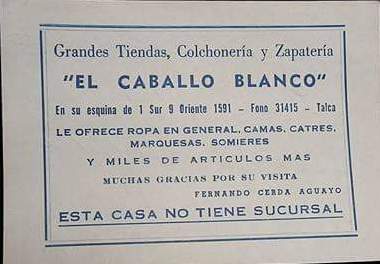 Grandes Tiendas, Colchonería y Zapatería
"EL CABALLO BLANCO"
En su esquina de 1 Sur 9 Oriente 1591 - Fono 31415 - Talca
LE OFRECE ROPA EN GENERAL, CAMAS, CATRES,
MARQUESAS, SOMIERES
Y MILES DE ARTICULOS MAS
MUCHAS GRACIAS POR SU VISITA
FERNANDO CERDA AGUAYO
ESTA CASA NO TIENE SUCURSAL